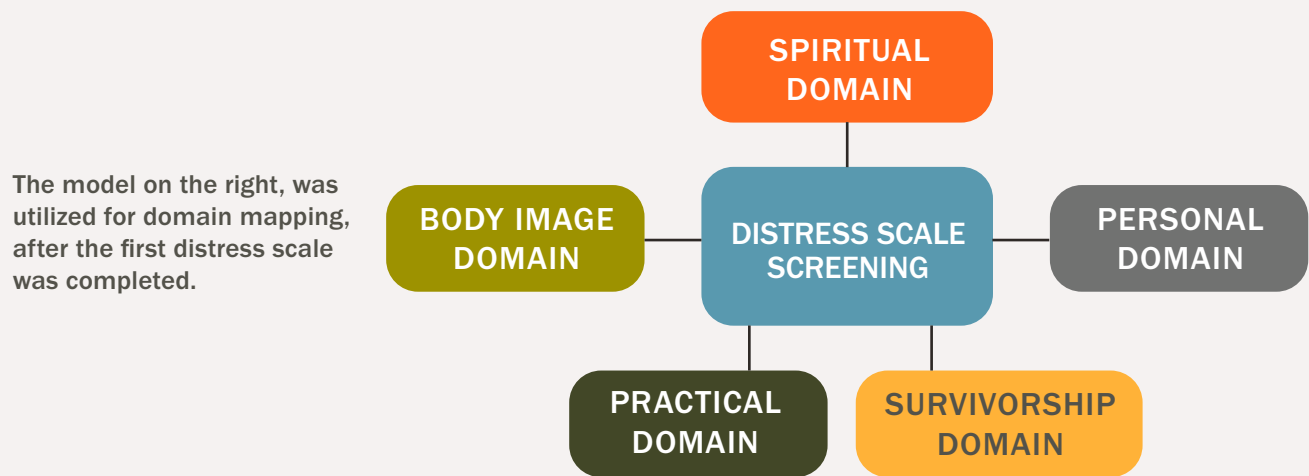 The model on the right, was
utilized for domain mapping,
after the first distress scale
was completed.
SPIRITUAL
DOMAIN
BODY IMAGE
DOMAIN
DISTRESS SCALE
SCREENING
PERSONAL
DOMAIN
PRACTICAL
DOMAIN
SURVIVORSHIP
DOMAIN